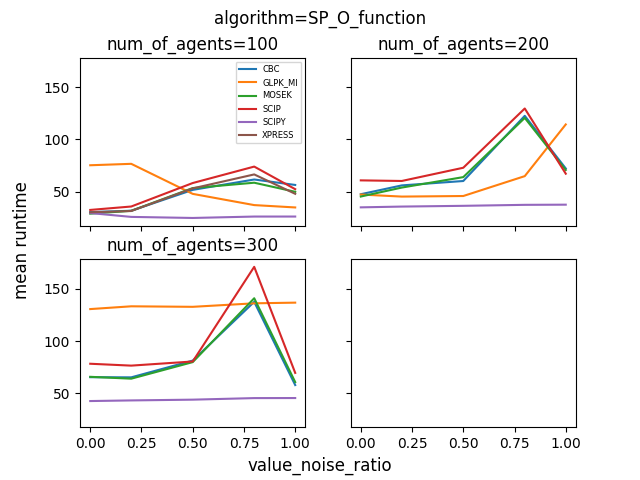 algorithm=SP_O_function
num_of_agents=100
num_of_agents=200
CBC
GLPK_MI
MOSEK
SCIP
SCIPY
XPRESS
150
100
50
num_of_agents=300
150
100
50
mean runtime
0.00 0.25 0.50 0.75 1.00
0.00 0.25 0.50 0.75 1.00
value_noise_ratio